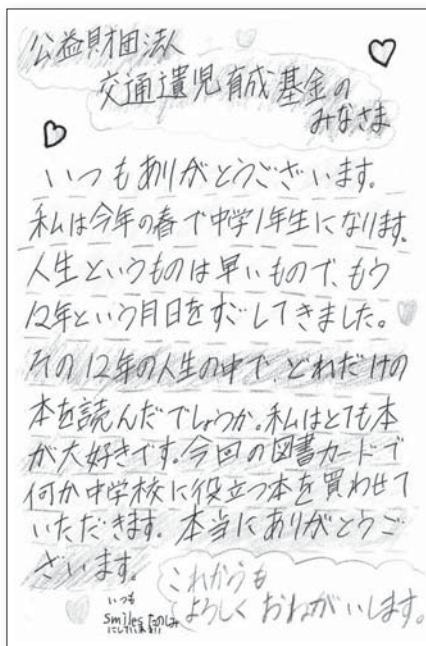 公益財団法人
交通遺児育成基金の
みなさま
いつもありがとうございます。
私は今年の春で中学1年生になります。
人生というものは早いもので、もう
12年という月日をすごしてきました。
その12年の人生の中で、どれだけの
本を読んだでしょうか。私はとても本
が大好きです。今回の図書カードで
何か中学校に役立つ本を買わせて
いただきます。本当にありがとうご
ざいます。
これからも
よろしくおねがいします。
いつも
Smilesたのしみ
にしています!!